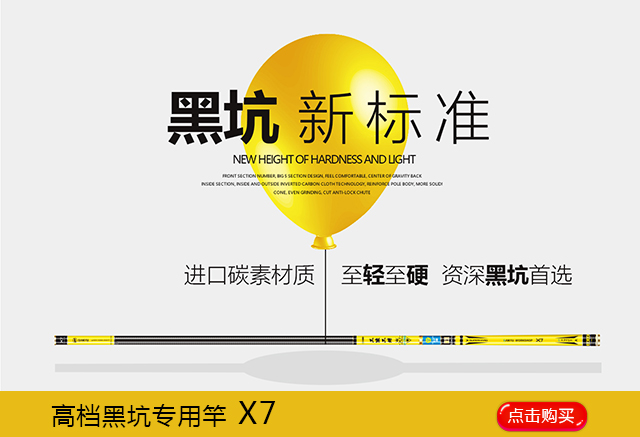 黑坑 新标准
NEW HEIGHT OF HARDNESS AND LIGHT
FRONT SECTION NUMBER, BIG 5 SECTION DESIGN, FEEL COMFORTABLE, CENTER OF GRAVITY BACK
INSIDE SECTION, INSIDE AND OUTSIDE INVERTED CARBON CLOTH TECHNOLOGY, REINFORCE POLE BODY, MORE SOLIDY
CONE, EVEN GRINDING, CUT ANTI-LOCK CHUTE
进口碳素材质 至轻至硬 资深黑坑首选
X7
高档黑坑专用竿 X7
点击购买